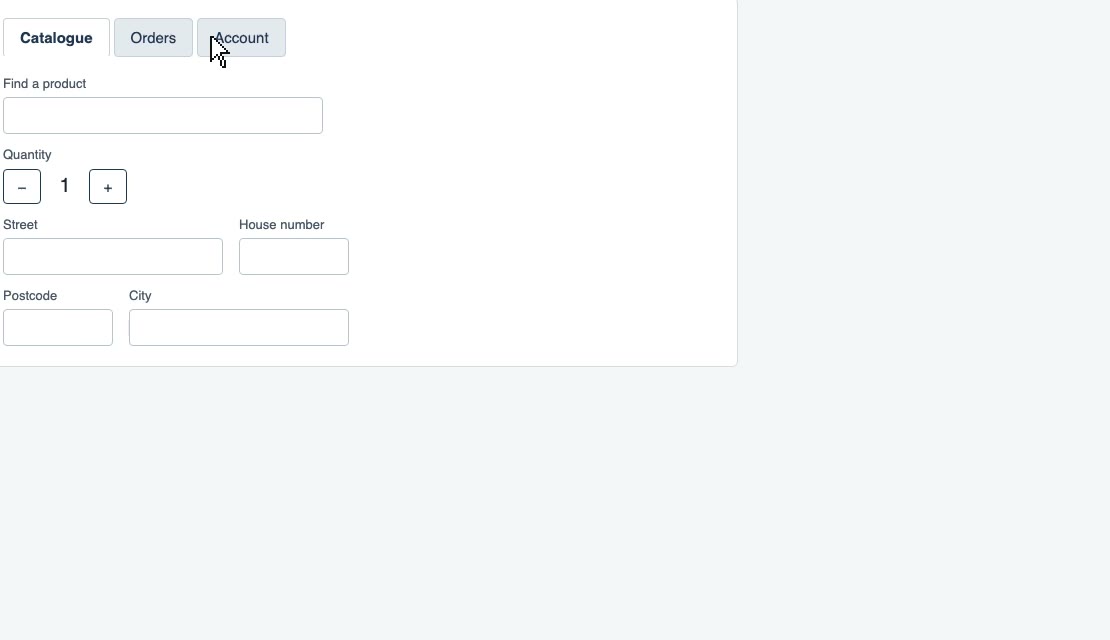 Catalogue Orders Account
Find a product
Quantity
− 1 +
Street House number
Postcode City